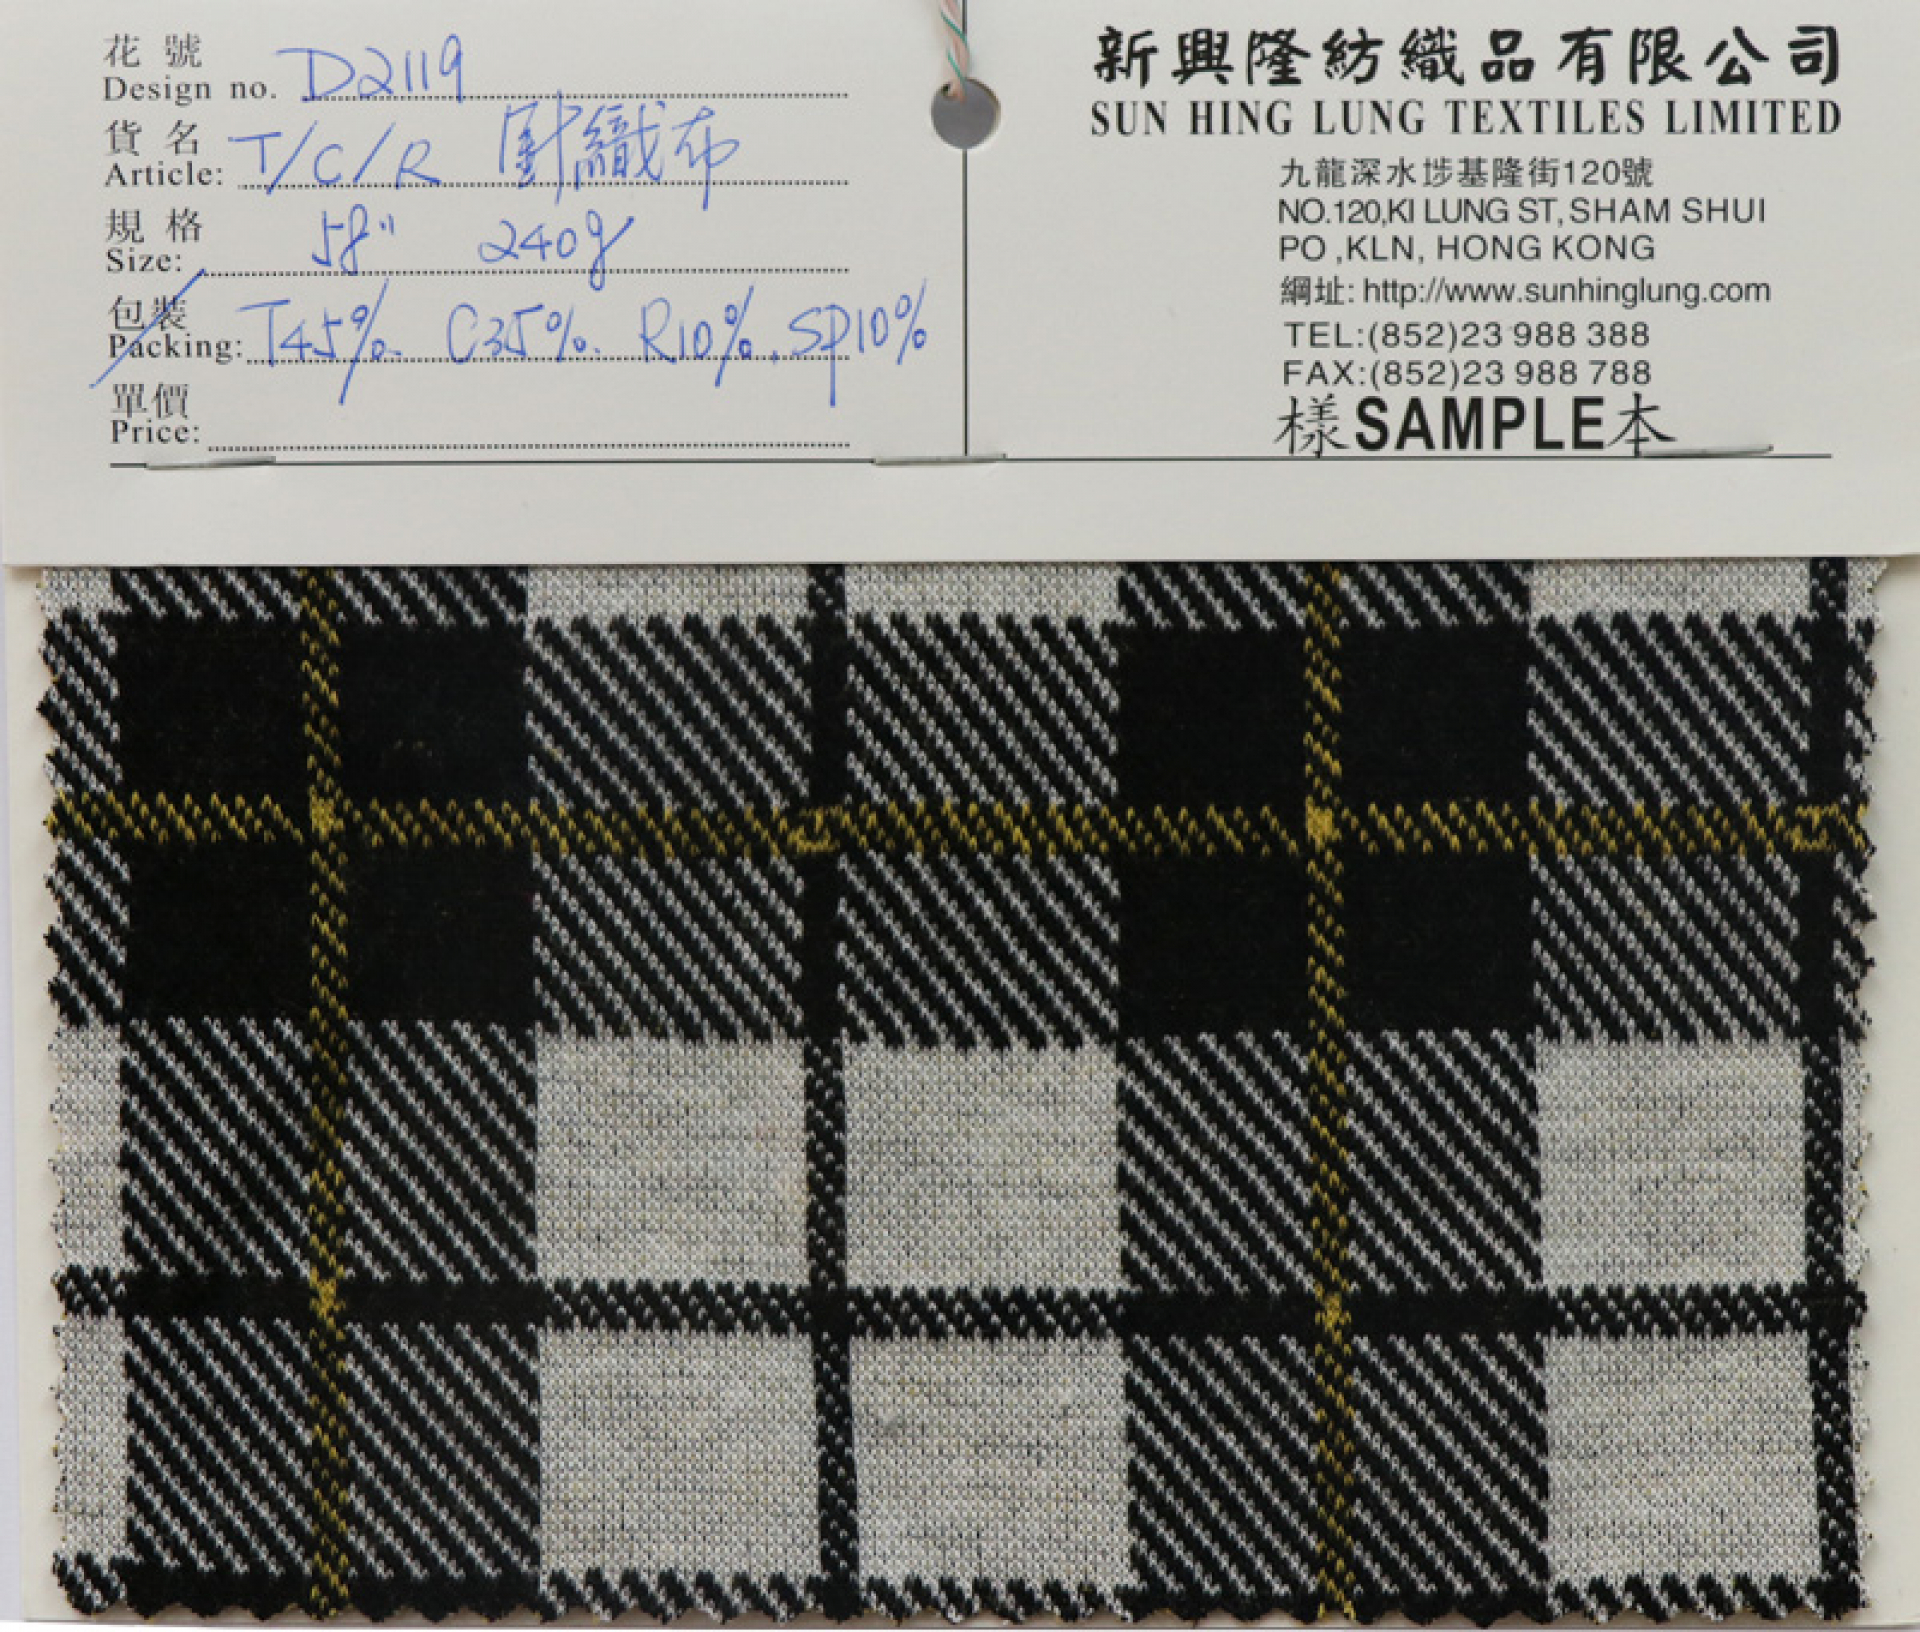 花號
Design no. D2119
貨名
Article: T/C/R 針織布
規格
Size: 58" 240g
包裝
Packing: T45%. C35%. R10%. SP10%
單價
Price:
新興隆紡織品有限公司
SUN HING LUNG TEXTILES LIMITED
九龍深水埗基隆街120號
NO.120,KI LUNG ST, SHAM SHUI
PO ,KLN, HONG KONG
網址: http://www.sunhinglung.com
TEL:(852)23 988 388
FAX:(852)23 988 788
樣SAMPLE本